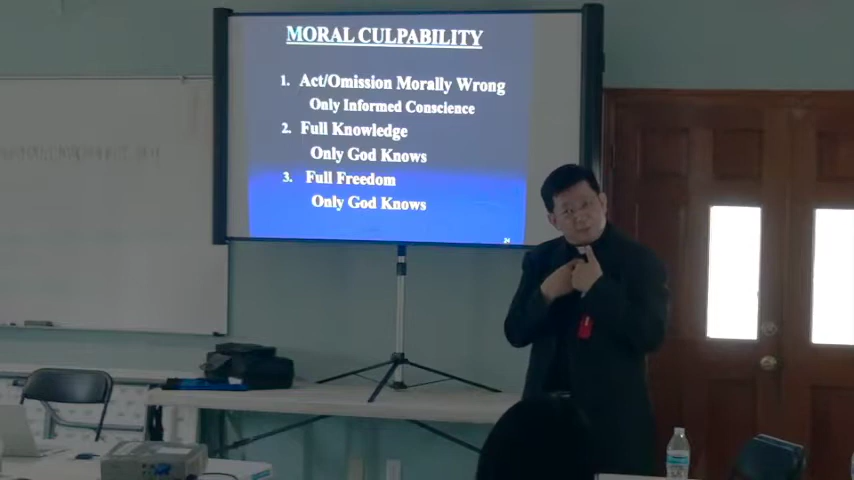 MORAL CULPABILITY
1. Act/Omission Morally Wrong
Only Informed Conscience
2. Full Knowledge
Only God Knows
3. Full Freedom
Only God Knows
24